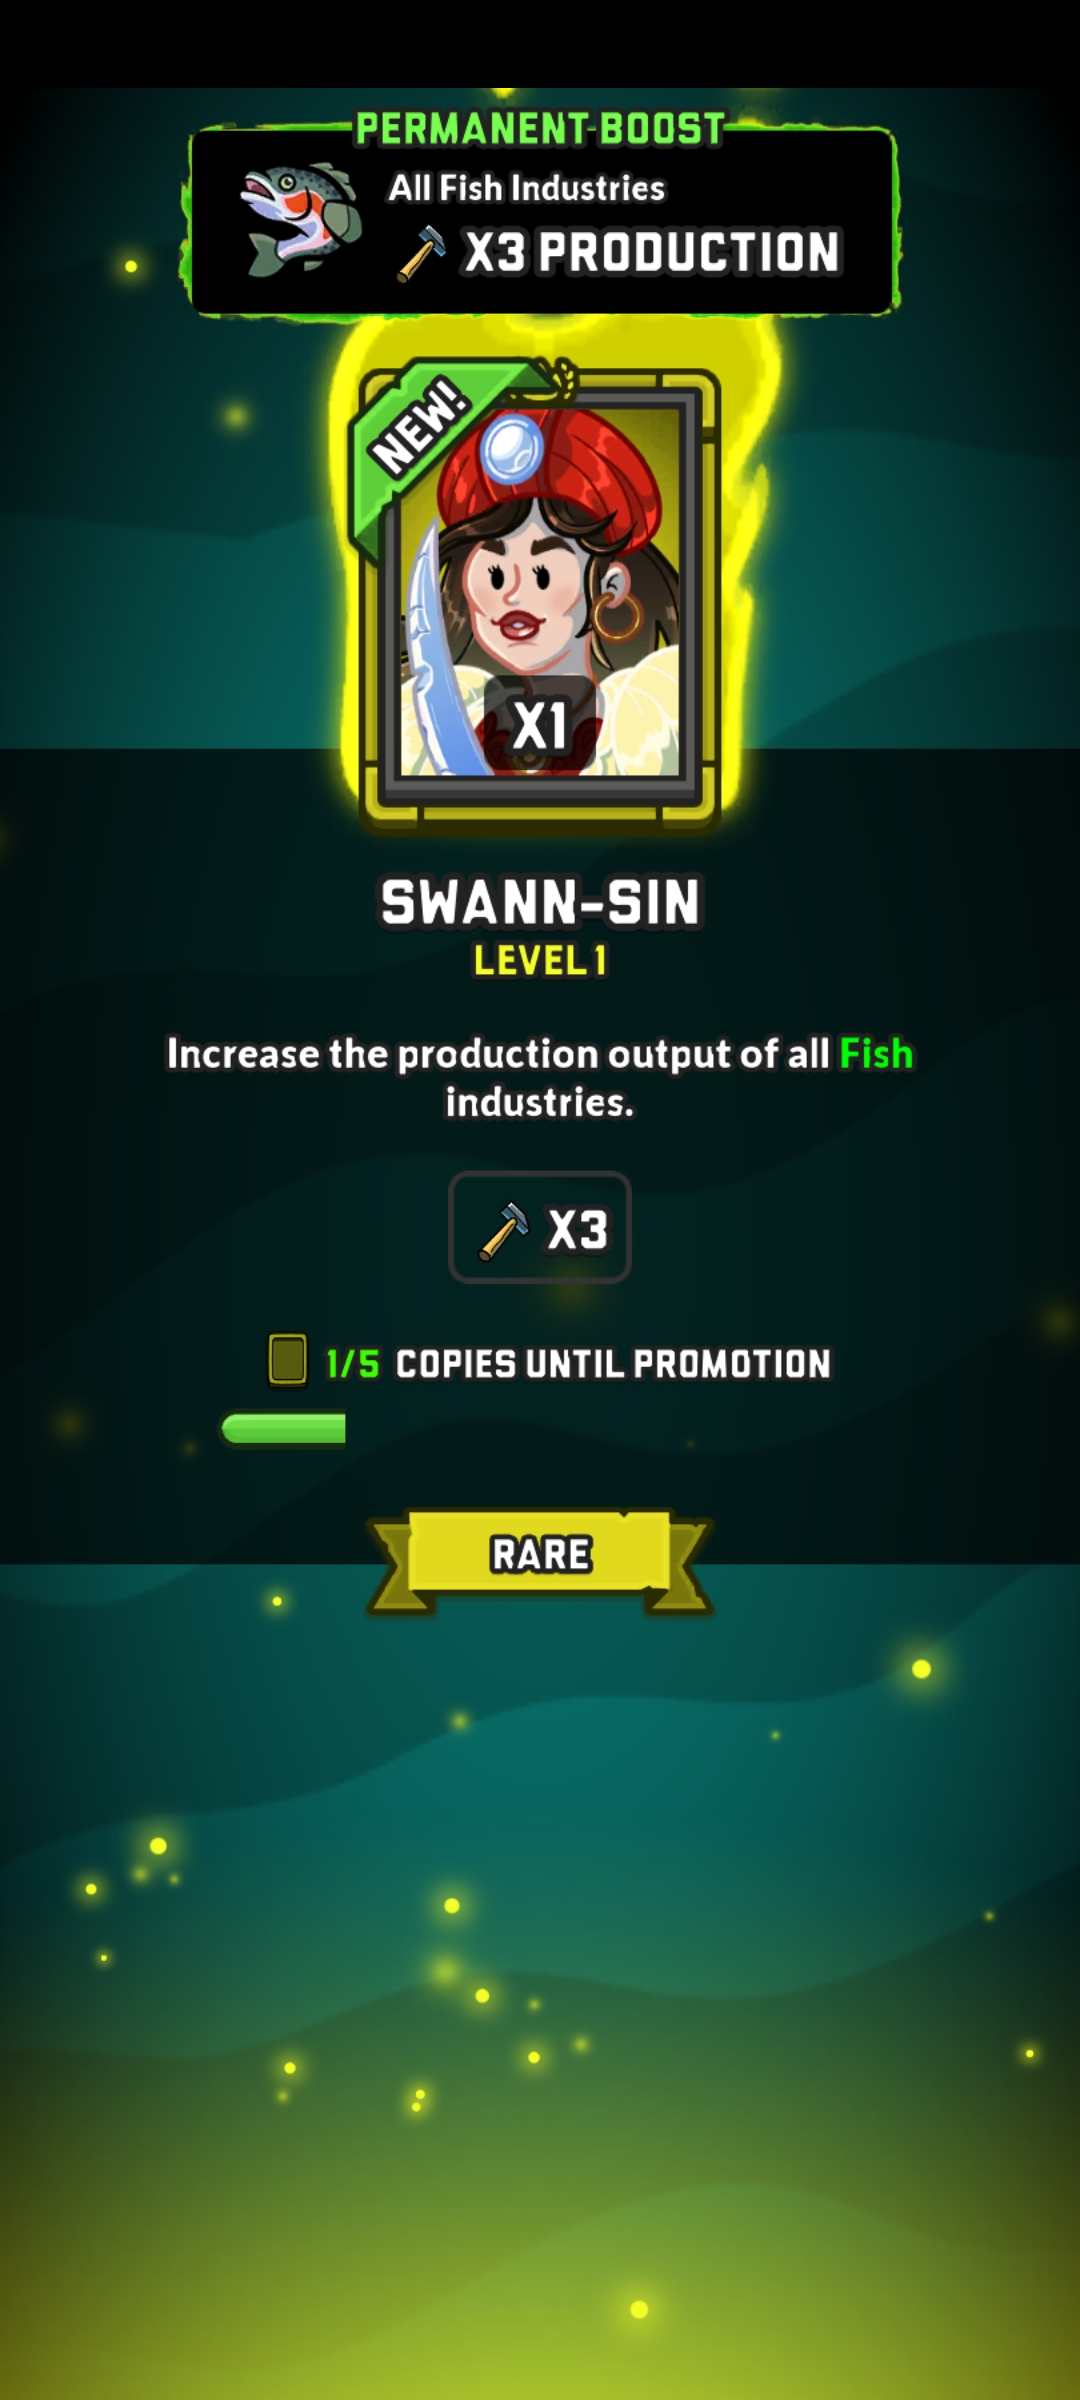 PERMANENT BOOST
All Fish Industries
X3 PRODUCTION
NEW!
X1
SWANN-SIN
LEVEL 1
Increase the production output of all Fish
industries.
X3
1/5 COPIES UNTIL PROMOTION
RARE